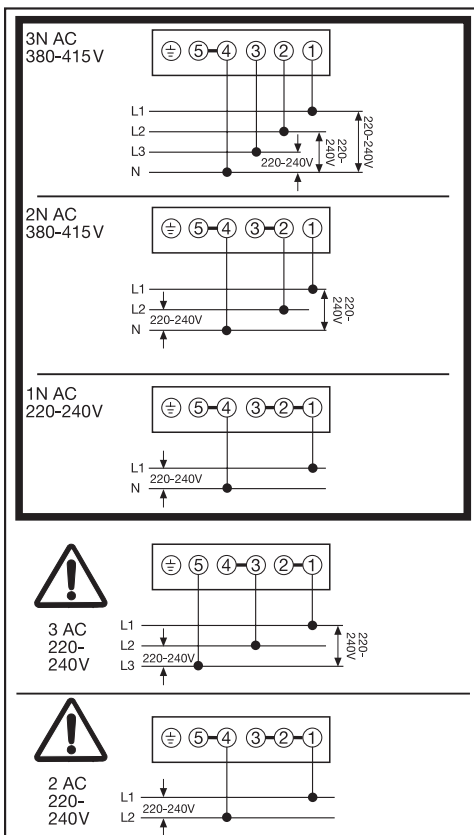 3N AC
380-415V
⏚ 5 4 3 2 1
L1
L2
L3
N
220-240V
220-
240V
220-240V
2N AC
380-415V
⏚ 5 4 3 2 1
L1
L2
N
220-240V
220-
240V
1N AC
220-240V
⏚ 5 4 3 2 1
L1
N
220-240V
!
3 AC
220-
240V
⏚ 5 4 3 2 1
L1
L2
L3
220-240V
220-
240V
!
2 AC
220-
240V
⏚ 5 4 3 2 1
L1
L2
220-240V